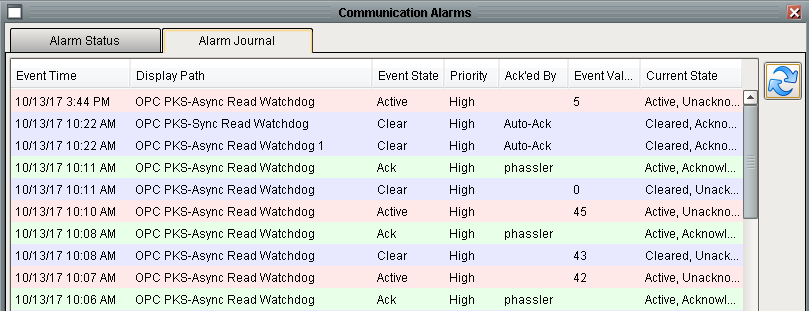 Communication Alarms
Alarm Status Alarm Journal
Event Time Display Path Event State Priority Ack'ed By Event Val... Current State
10/13/17 3:44 PM OPC PKS-Async Read Watchdog Active High 5 Active, Unackno...
10/13/17 10:22 AM OPC PKS-Sync Read Watchdog Clear High Auto-Ack Cleared, Ackno...
10/13/17 10:22 AM OPC PKS-Async Read Watchdog 1 Clear High Auto-Ack Cleared, Ackno...
10/13/17 10:11 AM OPC PKS-Async Read Watchdog Ack High phassler Active, Acknowl...
10/13/17 10:11 AM OPC PKS-Async Read Watchdog Clear High 0 Cleared, Unack...
10/13/17 10:10 AM OPC PKS-Async Read Watchdog Active High 45 Active, Unackno...
10/13/17 10:08 AM OPC PKS-Async Read Watchdog Ack High phassler Active, Acknowl...
10/13/17 10:08 AM OPC PKS-Async Read Watchdog Clear High 43 Cleared, Unack...
10/13/17 10:07 AM OPC PKS-Async Read Watchdog Active High 42 Active, Unackno...
10/13/17 10:06 AM OPC PKS-Async Read Watchdog Ack High phassler Active, Acknowl...